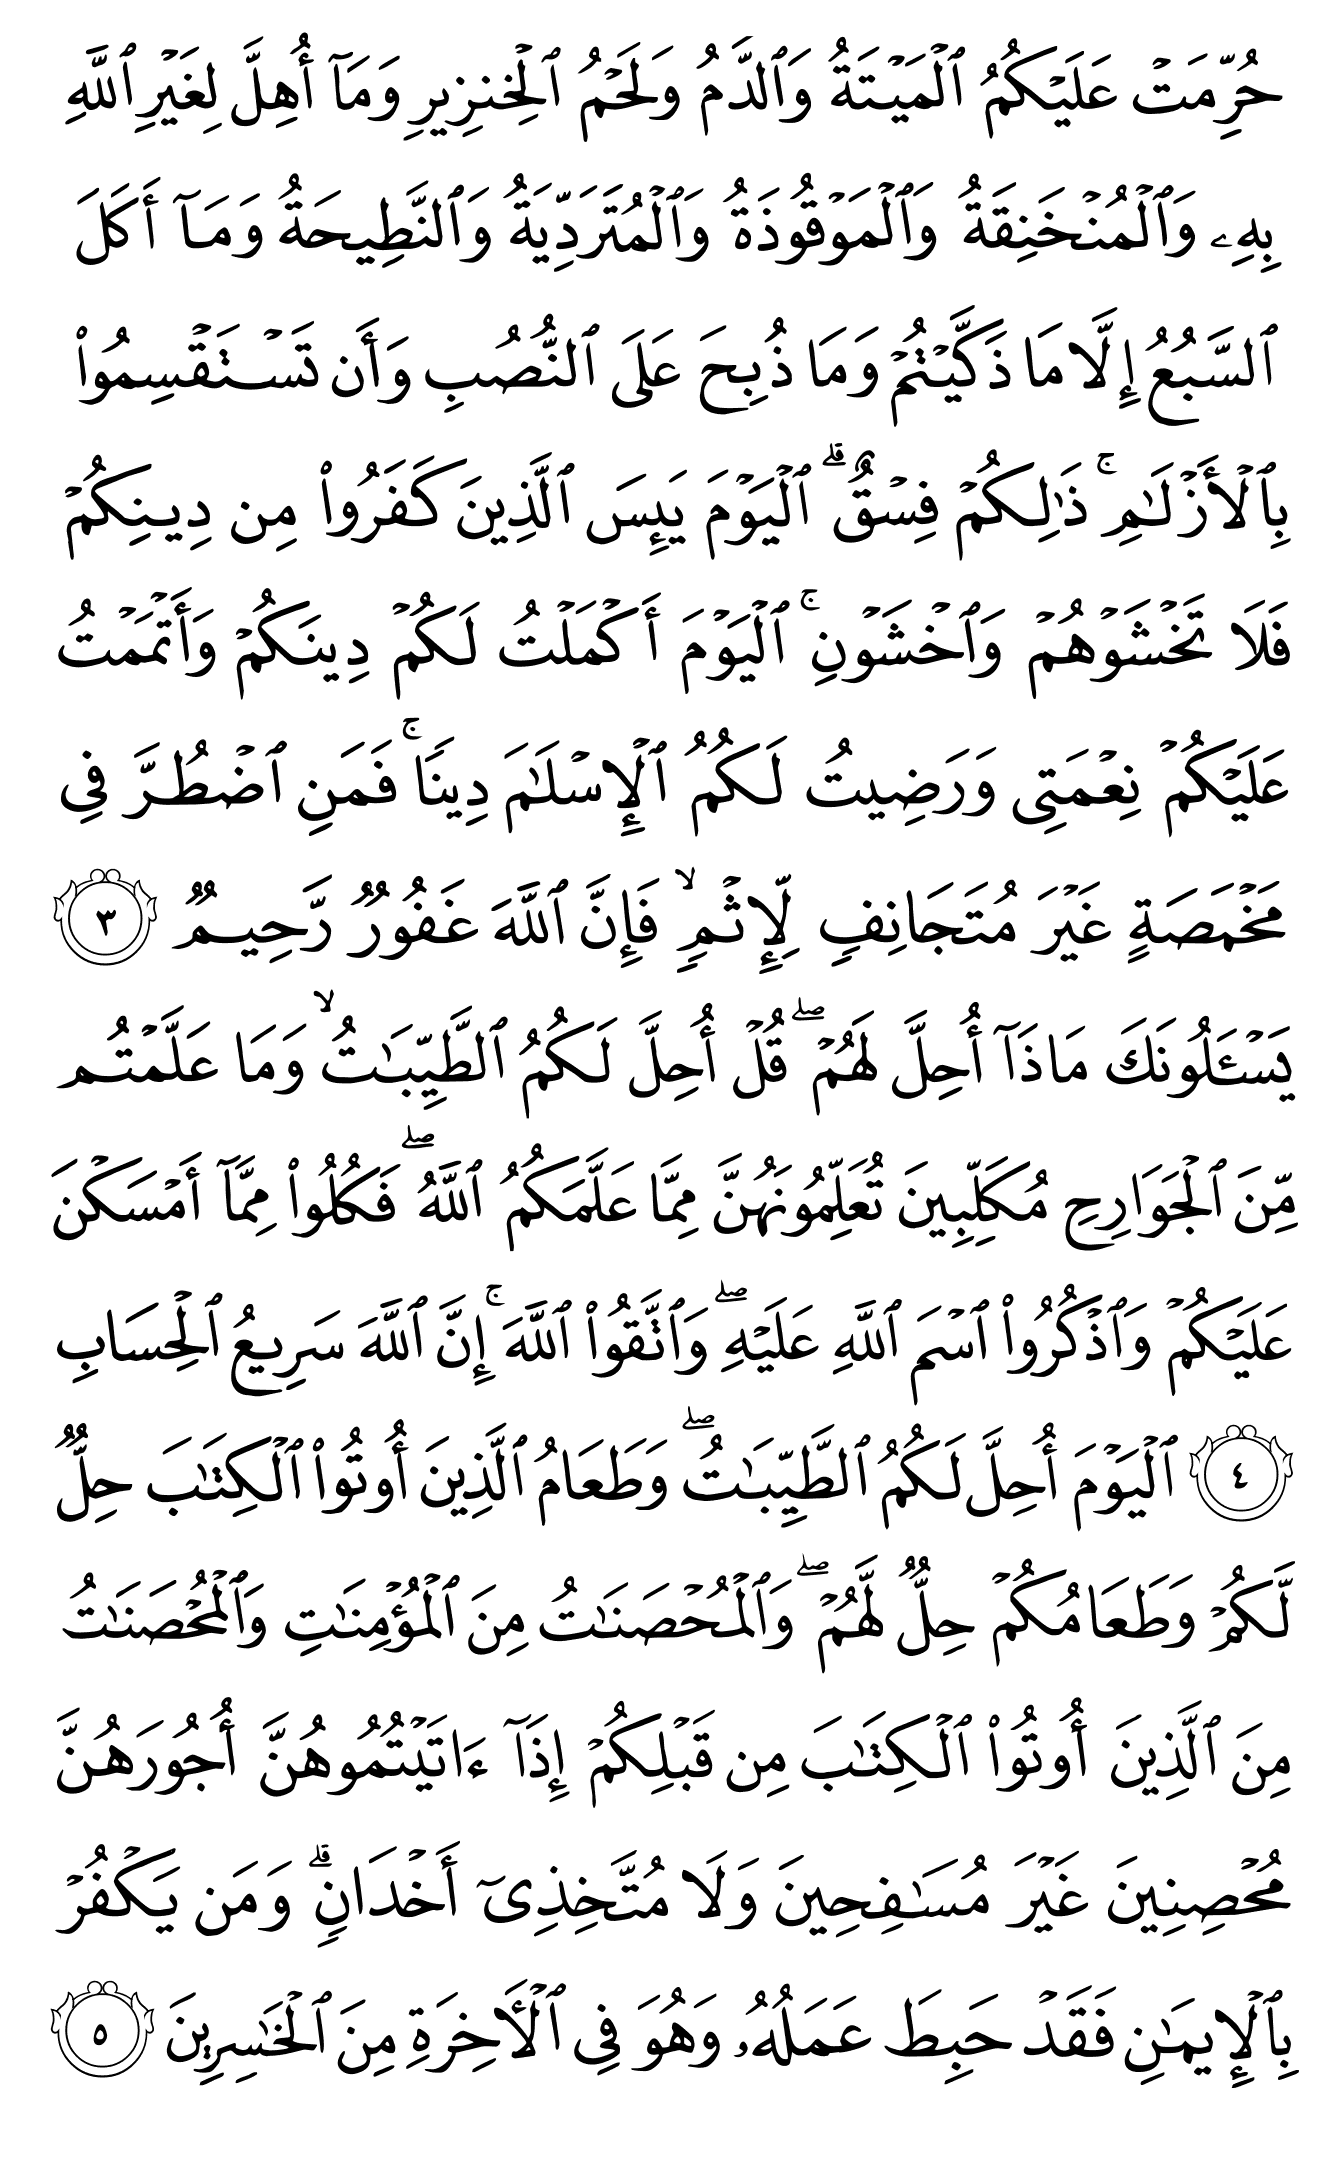 حُرِّمَتۡ عَلَيۡكُمُ ٱلۡمَيۡتَةُ وَٱلدَّمُ وَلَحۡمُ ٱلۡخِنزِيرِ وَمَآ أُهِلَّ لِغَيۡرِ ٱللَّهِ
بِهِۦ وَٱلۡمُنۡخَنِقَةُ وَٱلۡمَوۡقُوذَةُ وَٱلۡمُتَرَدِّيَةُ وَٱلنَّطِيحَةُ وَمَآ أَكَلَ
ٱلسَّبُعُ إِلَّا مَا ذَكَّيۡتُمۡ وَمَا ذُبِحَ عَلَى ٱلنُّصُبِ وَأَن تَسۡتَقۡسِمُواْ
بِٱلۡأَزۡلَٰمِۚ ذَٰلِكُمۡ فِسۡقٌۗ ٱلۡيَوۡمَ يَئِسَ ٱلَّذِينَ كَفَرُواْ مِن دِينِكُمۡ
فَلَا تَخۡشَوۡهُمۡ وَٱخۡشَوۡنِۚ ٱلۡيَوۡمَ أَكۡمَلۡتُ لَكُمۡ دِينَكُمۡ وَأَتۡمَمۡتُ
عَلَيۡكُمۡ نِعۡمَتِي وَرَضِيتُ لَكُمُ ٱلۡإِسۡلَٰمَ دِينٗاۚ فَمَنِ ٱضۡطُرَّ فِي
مَخۡمَصَةٍ غَيۡرَ مُتَجَانِفٖ لِّإِثۡمٖ ۙ فَإِنَّ ٱللَّهَ غَفُورٞ رَّحِيمٞ ٣
يَسۡـَٔلُونَكَ مَاذَآ أُحِلَّ لَهُمۡۖ قُلۡ أُحِلَّ لَكُمُ ٱلطَّيِّبَٰتُ ۙ وَمَا عَلَّمۡتُم
مِّنَ ٱلۡجَوَارِحِ مُكَلِّبِينَ تُعَلِّمُونَهُنَّ مِمَّا عَلَّمَكُمُ ٱللَّهُۖ فَكُلُواْ مِمَّآ أَمۡسَكۡنَ
عَلَيۡكُمۡ وَٱذۡكُرُواْ ٱسۡمَ ٱللَّهِ عَلَيۡهِۖ وَٱتَّقُواْ ٱللَّهَۚ إِنَّ ٱللَّهَ سَرِيعُ ٱلۡحِسَابِ
٤ ٱلۡيَوۡمَ أُحِلَّ لَكُمُ ٱلطَّيِّبَٰتُۖ وَطَعَامُ ٱلَّذِينَ أُوتُواْ ٱلۡكِتَٰبَ حِلّٞ
لَّكُمۡ وَطَعَامُكُمۡ حِلّٞ لَّهُمۡۖ وَٱلۡمُحۡصَنَٰتُ مِنَ ٱلۡمُؤۡمِنَٰتِ وَٱلۡمُحۡصَنَٰتُ
مِنَ ٱلَّذِينَ أُوتُواْ ٱلۡكِتَٰبَ مِن قَبۡلِكُمۡ إِذَآ ءَاتَيۡتُمُوهُنَّ أُجُورَهُنَّ
مُحۡصِنِينَ غَيۡرَ مُسَٰفِحِينَ وَلَا مُتَّخِذِيٓ أَخۡدَانٖۗ وَمَن يَكۡفُرۡ
بِٱلۡإِيمَٰنِ فَقَدۡ حَبِطَ عَمَلُهُۥ وَهُوَ فِي ٱلۡأٓخِرَةِ مِنَ ٱلۡخَٰسِرِينَ ٥